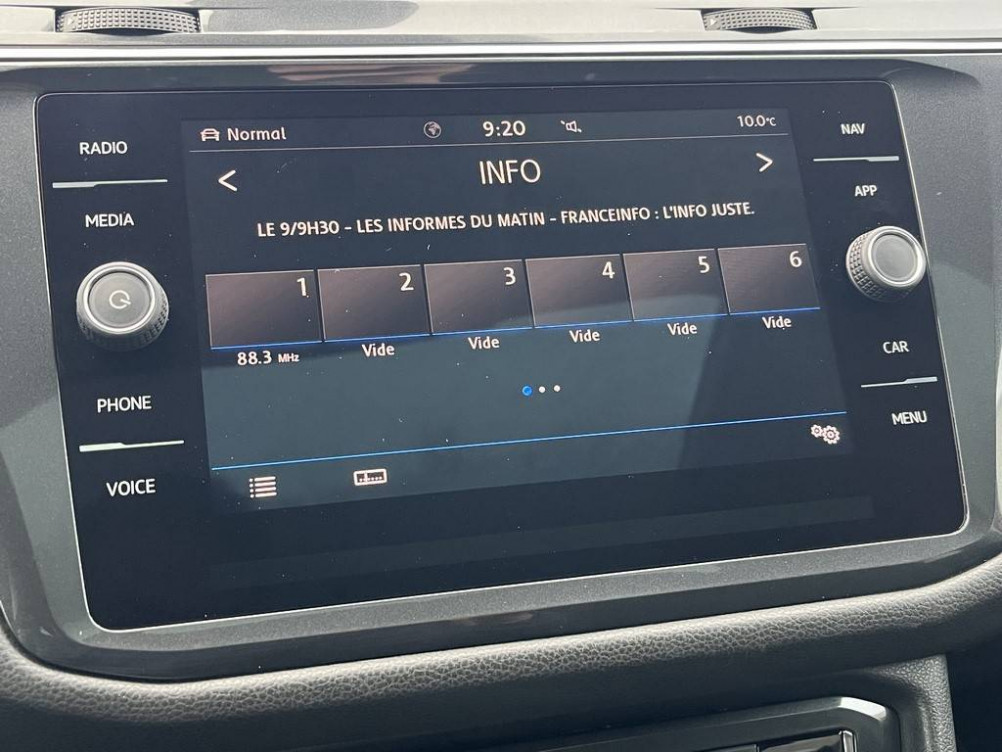 RADIO
MEDIA
PHONE
VOICE
Normal 9:20 10.0°c
< INFO >
LE 9/9H30 - LES INFORMES DU MATIN - FRANCEINFO : L'INFO JUSTE.
1 2 3 4 5 6
88.3 MHz Vide Vide Vide Vide Vide
NAV
APP
CAR
MENU